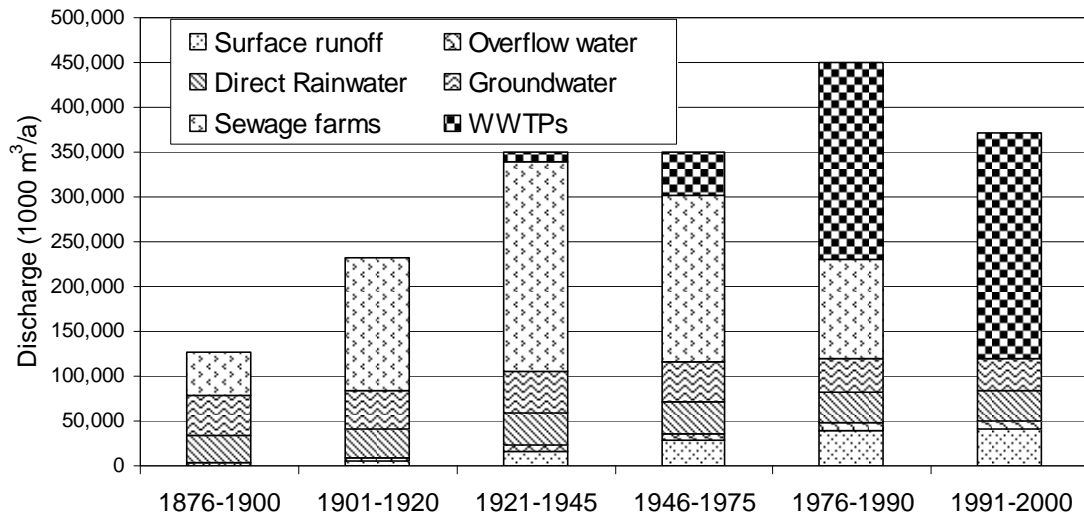 500,000
450,000
400,000
350,000
300,000
250,000
200,000
150,000
100,000
50,000
0
Discharge (1000 m³/a)
Surface runoff Overflow water
Direct Rainwater Groundwater
Sewage farms WWTPs
1876-1900 1901-1920 1921-1945 1946-1975 1976-1990 1991-2000